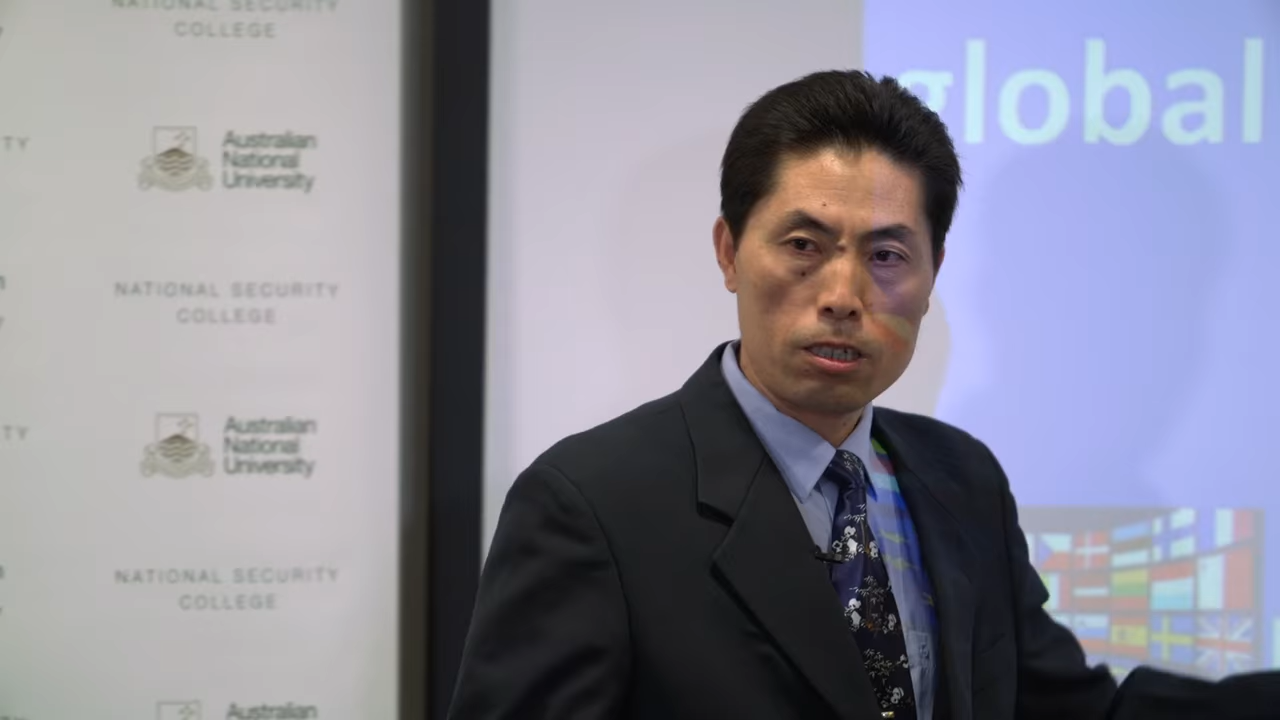 NATIONAL SECURITY
COLLEGE
Australian
National
University
NATIONAL SECURITY
COLLEGE
Australian
National
University
NATIONAL SECURITY
COLLEGE
Australian
global